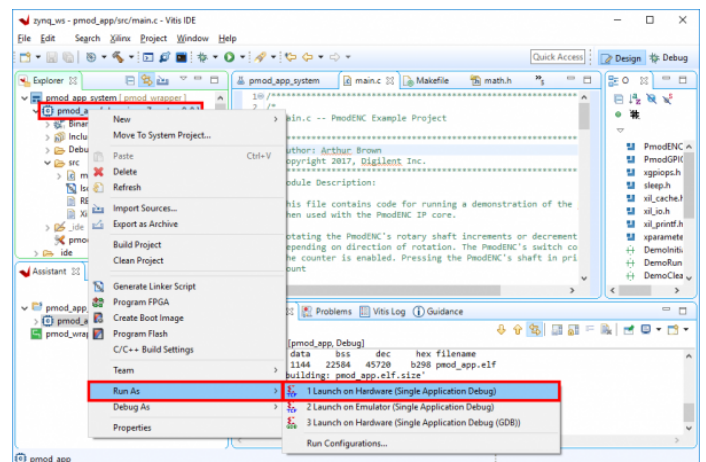 zynq_ws - pmod_app/src/main.c - Vitis IDE
File Edit Search Xilinx Project Window Help
Quick Access
Design
Debug
Explorer
pmod_app_system
main.c
Makefile
math.h
pmod_app_system [ pmod_wrapper ]
Inclu
Debu
src
_ide
ide
Assistant
pmod_app
New
Move To System Project...
Paste Ctrl+V
Delete
Refresh
Import Sources...
Export as Archive
Build Project
Clean Project
Generate Linker Script
Program FPGA
Create Boot Image
Program Flash
C/C++ Build Settings
Team
Run As
Debug As
Properties
1 Launch on Hardware (Single Application Debug)
2 Launch on Emulator (Single Application Debug)
3 Launch on Hardware (Single Application Debug (GDB))
Run Configurations...
main.c -- PmodENC Example Project
uthor: Arthur Brown
opyright 2017, Digilent Inc.
odule Description:
his file contains code for running a demonstration of the
hen used with the PmodENC IP core.
otating the PmodENC's rotary shaft increments or decrement
epending on direction of rotation. The PmodENC's switch co
he counter is enabled. Pressing the PmodENC's shaft in pri
ount
PmodENC
PmodGPIC
xgpiops.h
sleep.h
xil_cache.h
xil_io.h
xil_printf.h
xparamete
DemoIniti
DemoRun
DemoClea
Problems
Vitis Log
Guidance
[pmod_app, Debug]
data bss dec hex filename
1144 22584 45720 b298 pmod_app.elf
building: pmod_app.elf.size'
pmod_app